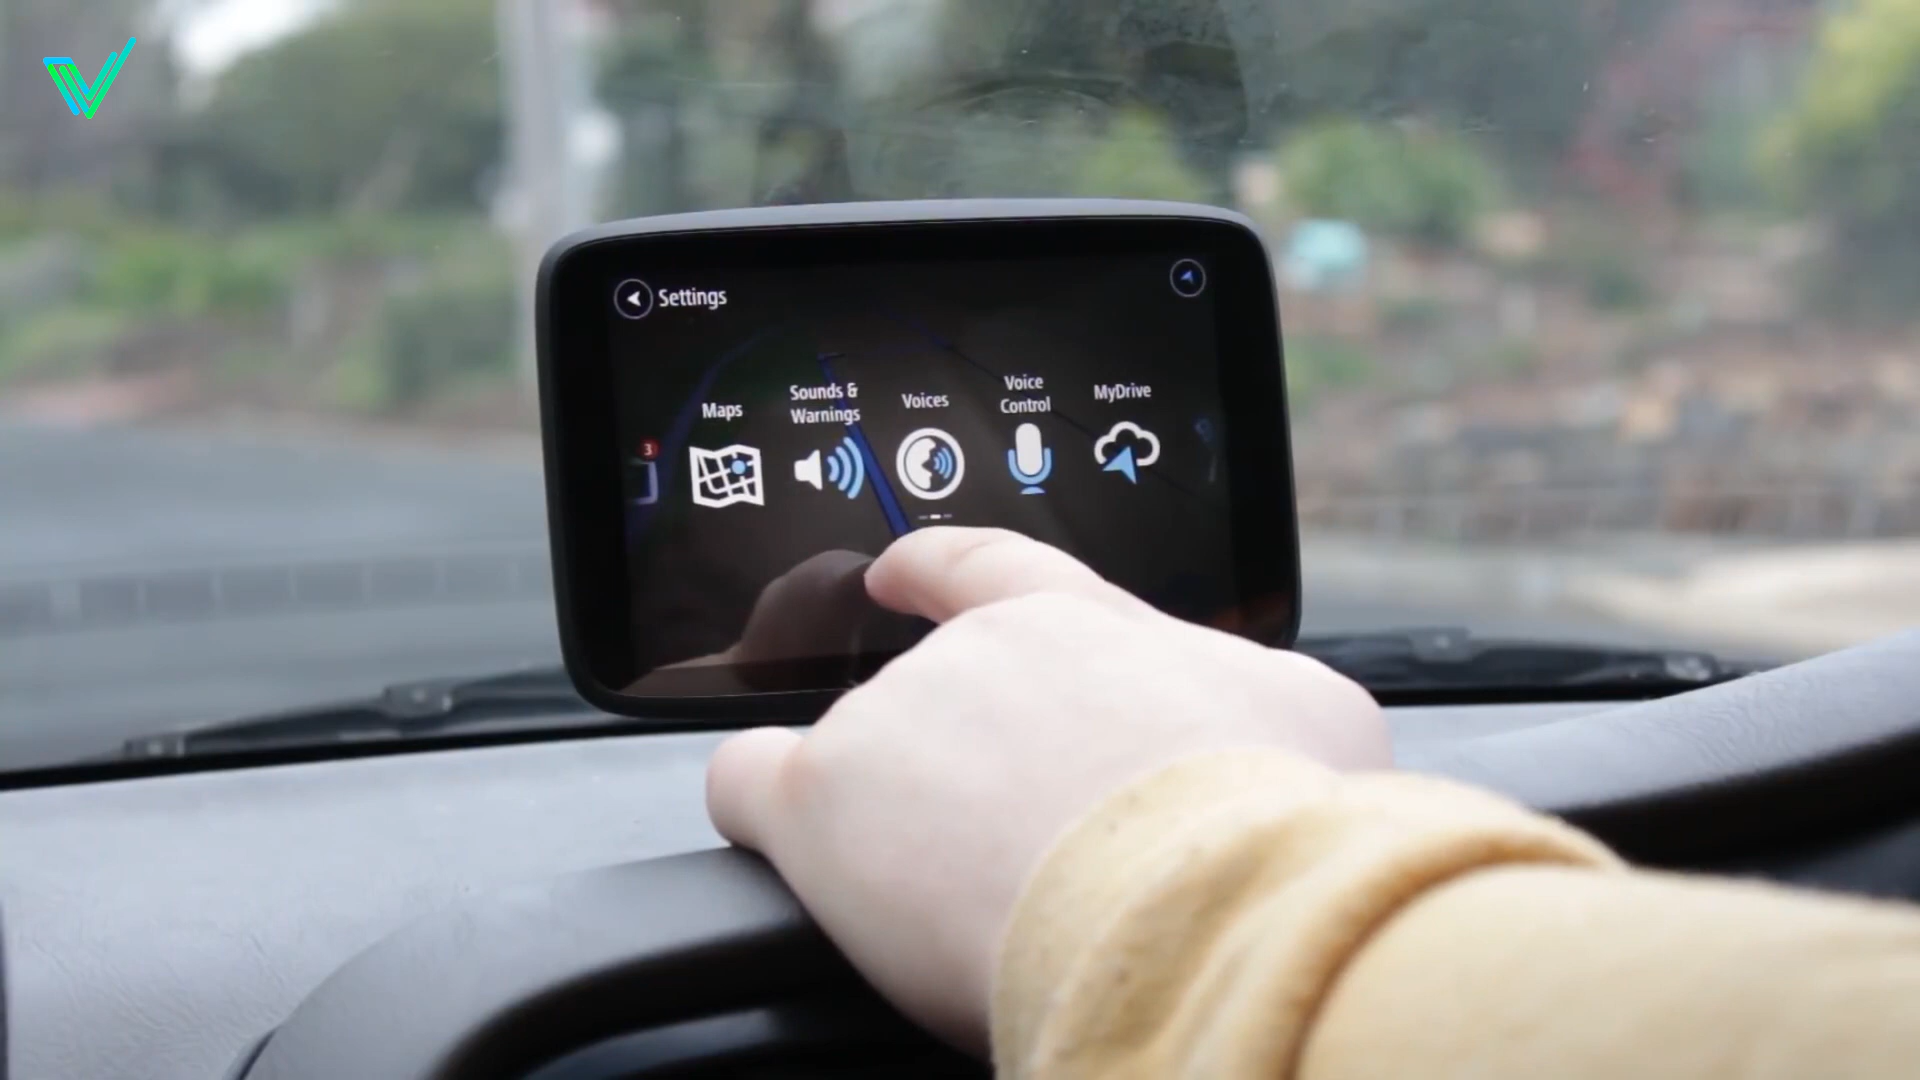 Settings
Maps
Sounds &
Warnings
Voices
Voice
Control
MyDrive
3